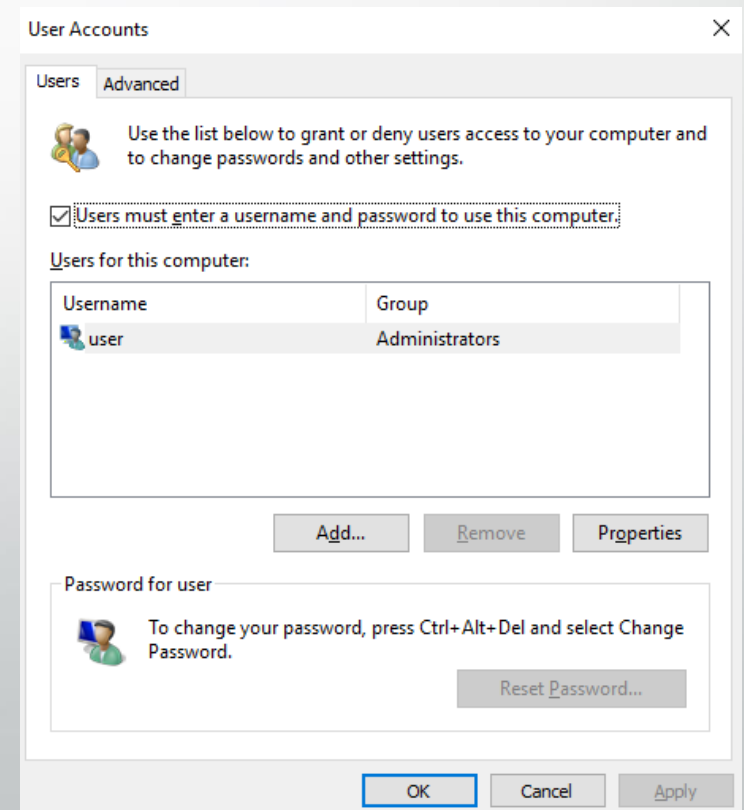 User Accounts
Users Advanced
Use the list below to grant or deny users access to your computer and
to change passwords and other settings.
Users must enter a username and password to use this computer.
Users for this computer:
Username Group
user Administrators
Add... Remove Properties
Password for user
To change your password, press Ctrl+Alt+Del and select Change
Password.
Reset Password...
OK Cancel Apply